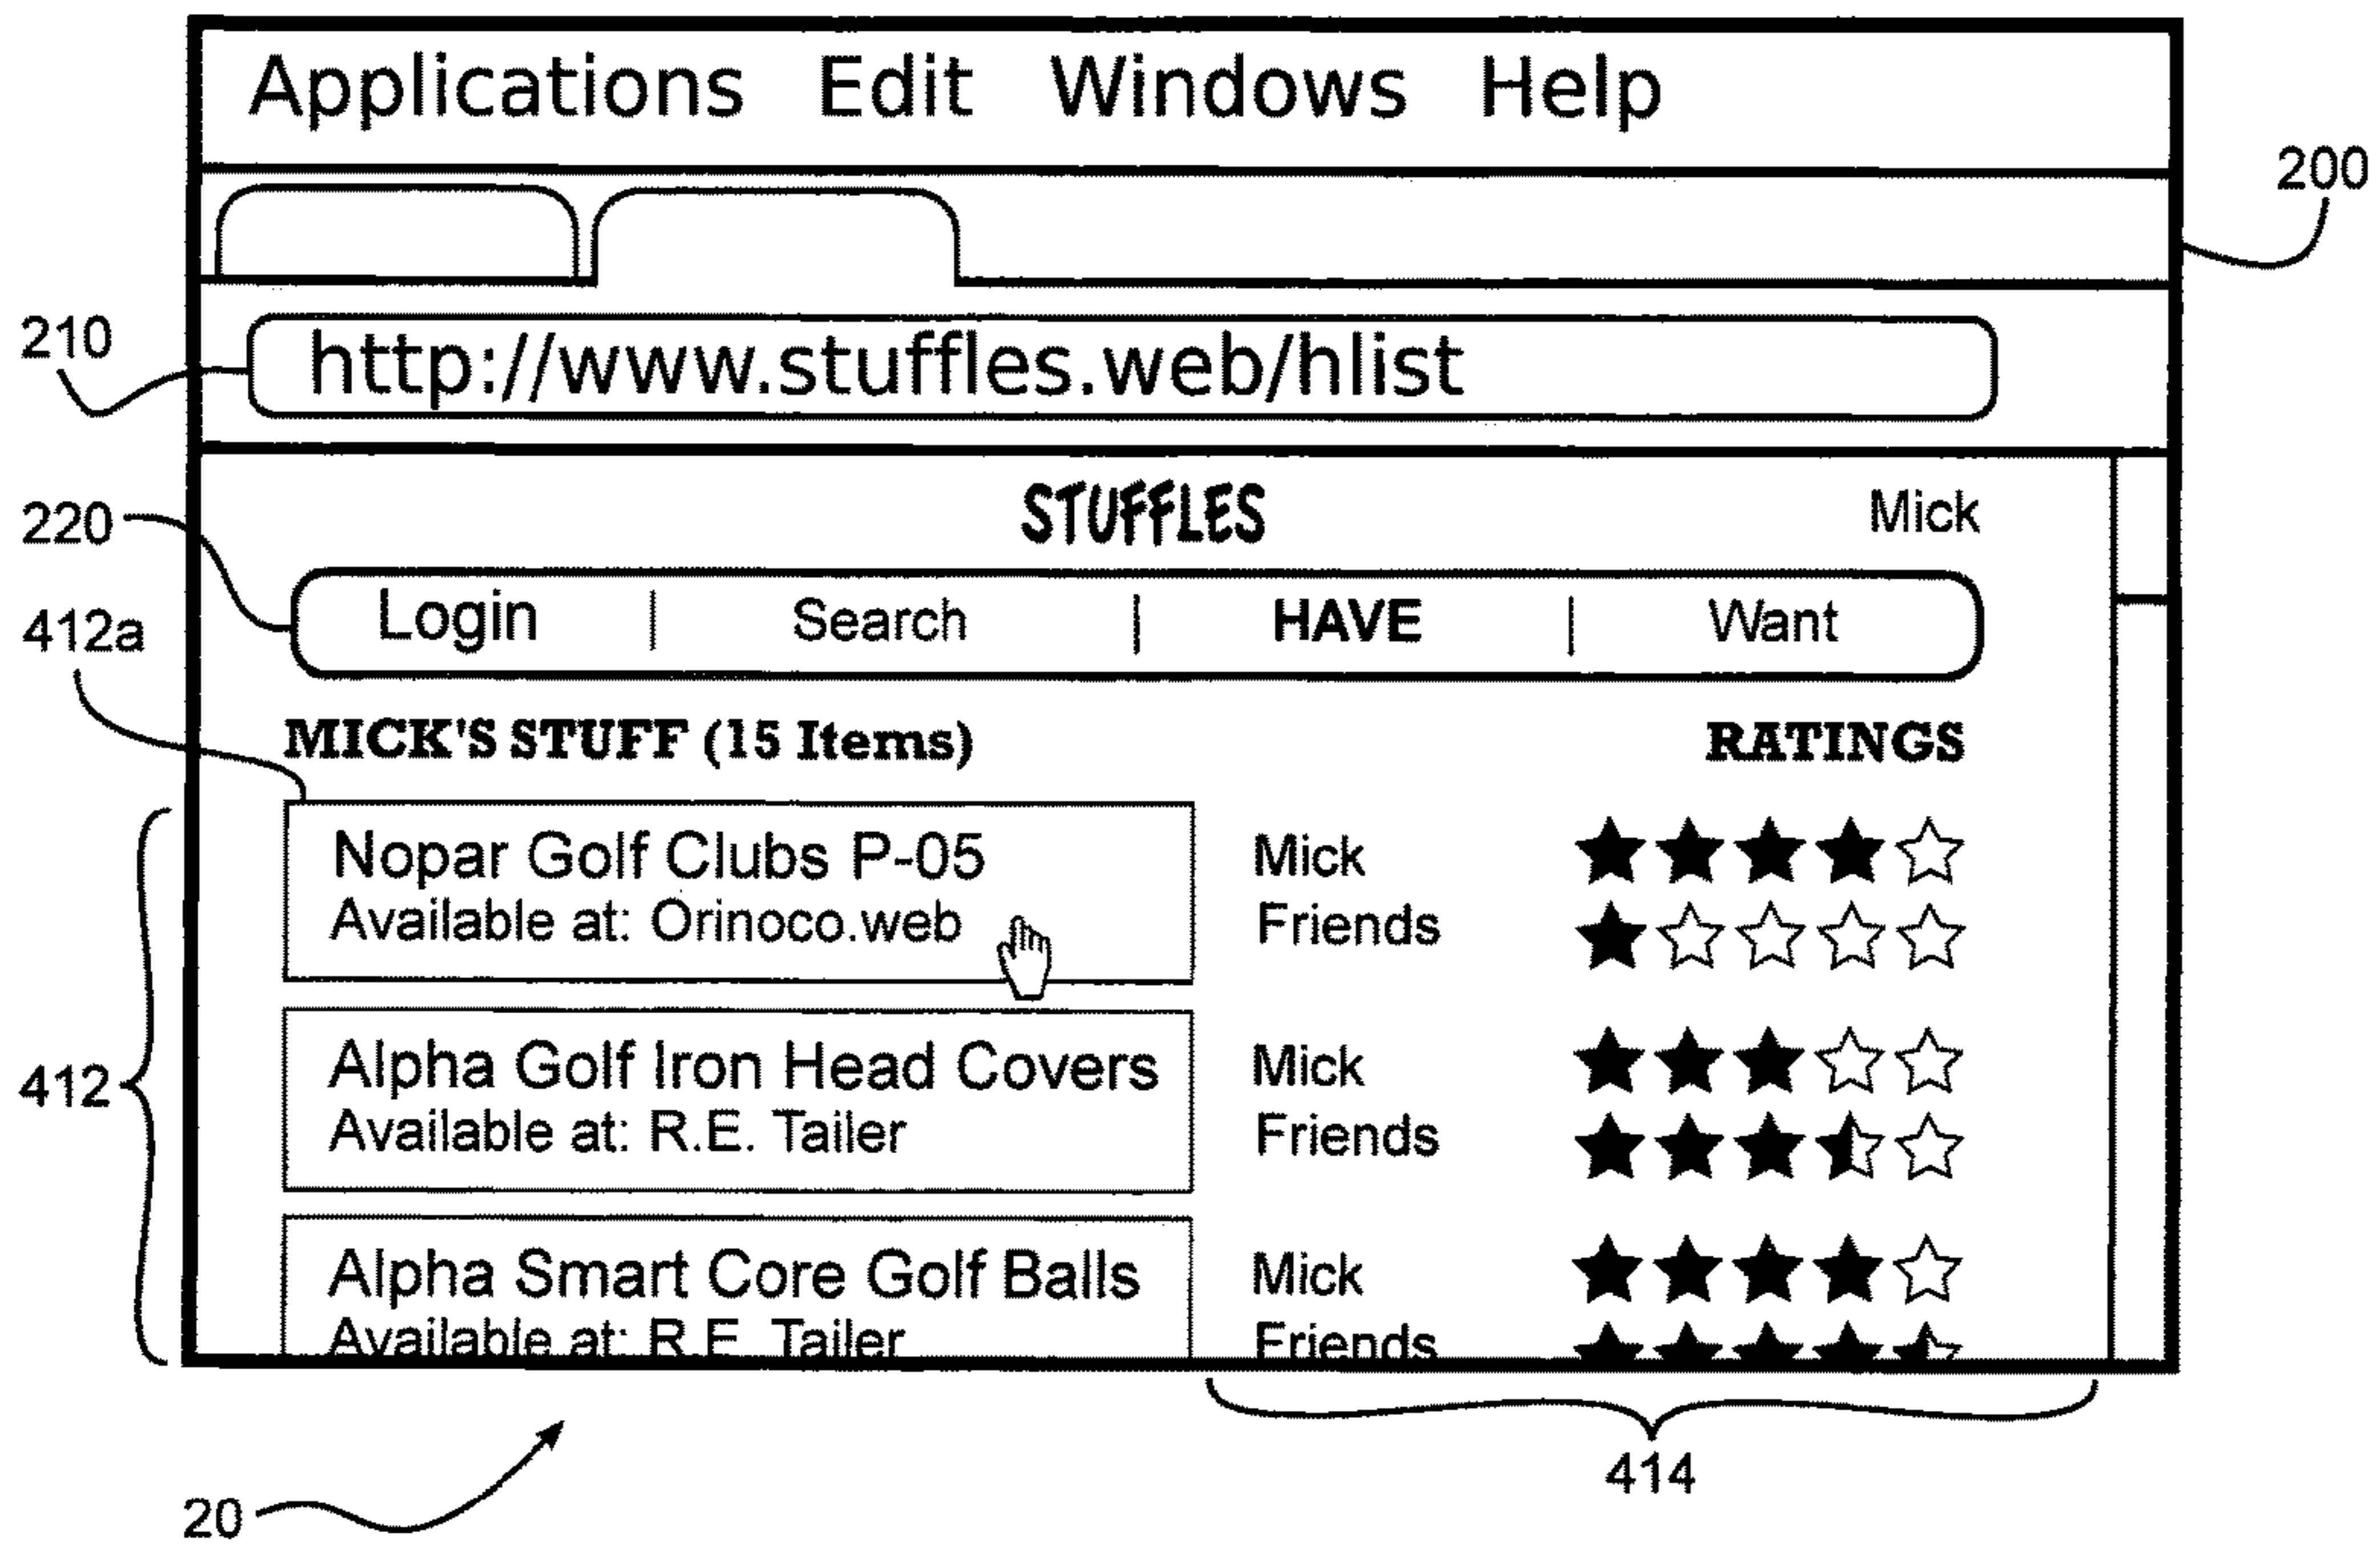 Applications Edit Windows Help
200
210
http://www.stuffles.web/hlist
STUFFLES Mick
220
Login | Search | HAVE | Want
412a
MICK'S STUFF (15 Items) RATINGS
Nopar Golf Clubs P-05 Mick
Available at: Orinoco.web Friends
412
Alpha Golf Iron Head Covers Mick
Available at: R.E. Tailer Friends
Alpha Smart Core Golf Balls Mick
Available at: R.E. Tailer Friends
414
20